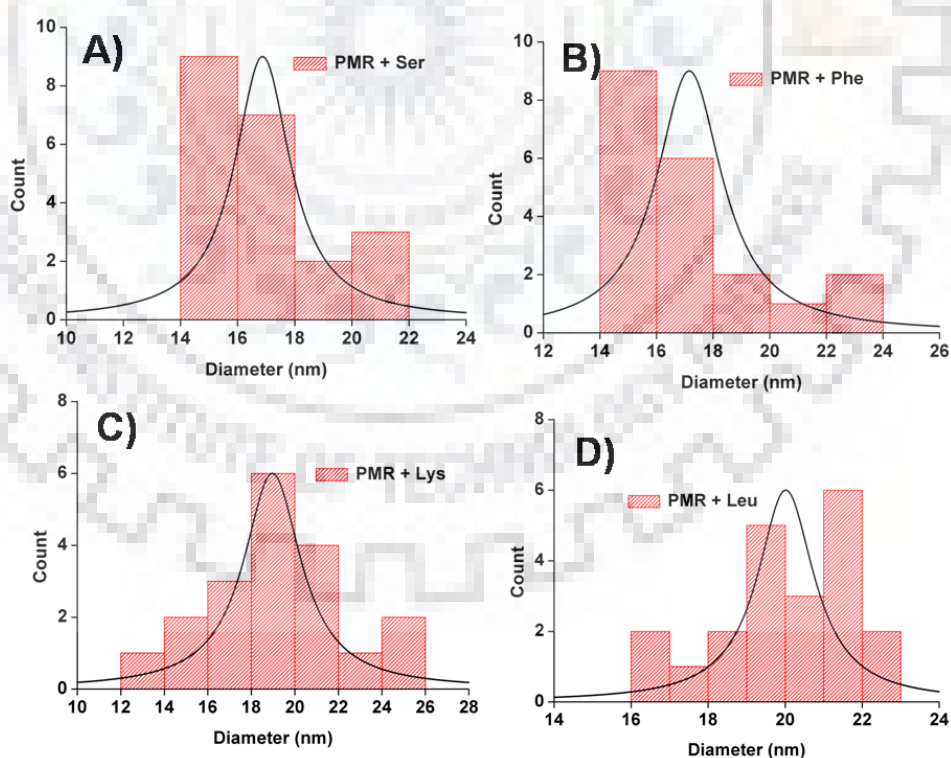 A)
PMR + Ser
Count
10
8
6
4
2
0
10 12 14 16 18 20 22 24
Diameter (nm)
B)
PMR + Phe
Count
10
8
6
4
2
0
12 14 16 18 20 22 24 26
Diameter (nm)
C)
PMR + Lys
Count
8
6
4
2
0
10 12 14 16 18 20 22 24 26 28
Diameter (nm)
D)
PMR + Leu
Count
8
6
4
2
0
14 16 18 20 22 24
Diameter (nm)